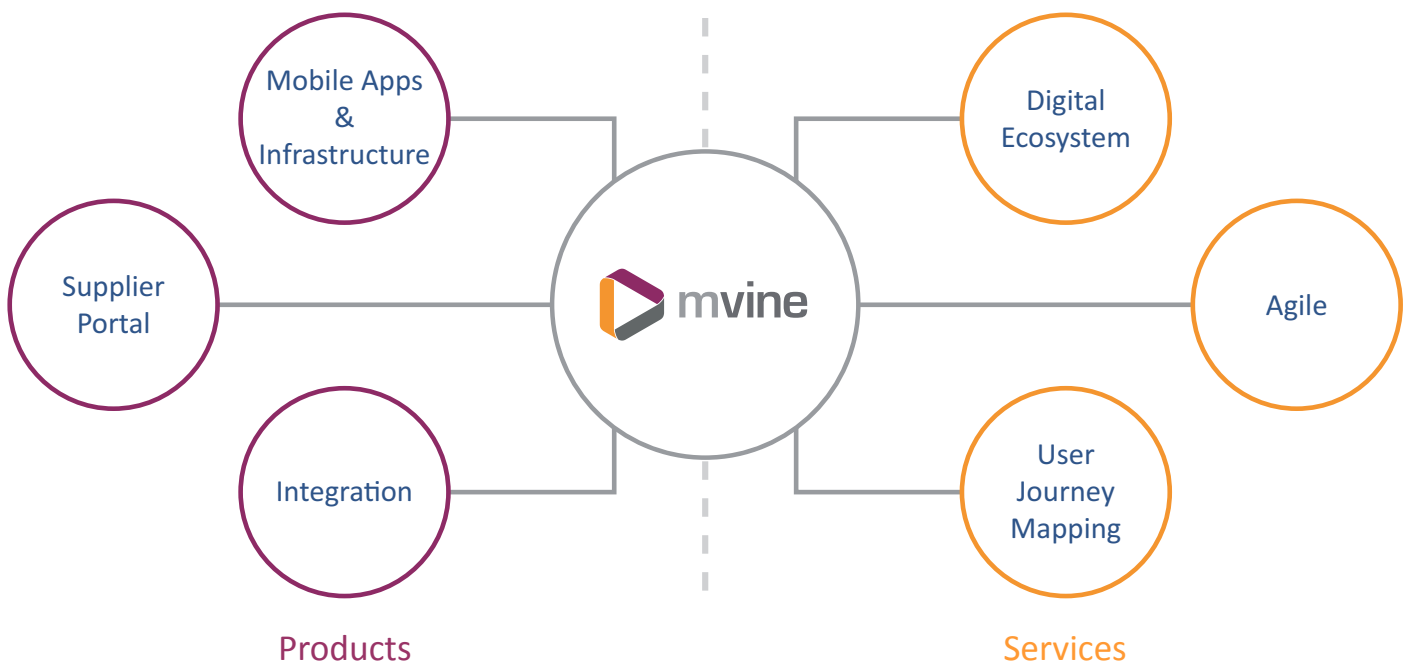 Mobile Apps
&
Infrastructure
Digital
Ecosystem
Supplier
Portal
mvine
Agile
Integration
User
Journey
Mapping
Products
Services